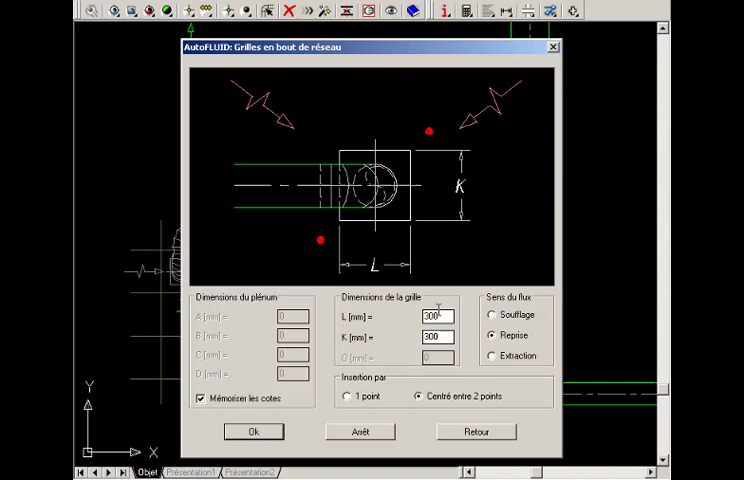 AutoFLUID: Grilles en bout de réseau
K
L
Dimensions du plénum
A [mm] =
0
B [mm] =
0
C [mm] =
0
D [mm] =
0
Mémoriser les cotes
Dimensions de la grille
L [mm] =
300
K [mm] =
300
O [mm] =
0
Sens du flux
Soufflage
Reprise
Extraction
Insertion par
1 point
Centré entre 2 points
Ok
Arrêt
Retour
Y
X
Objet
Présentation1
Présentation2